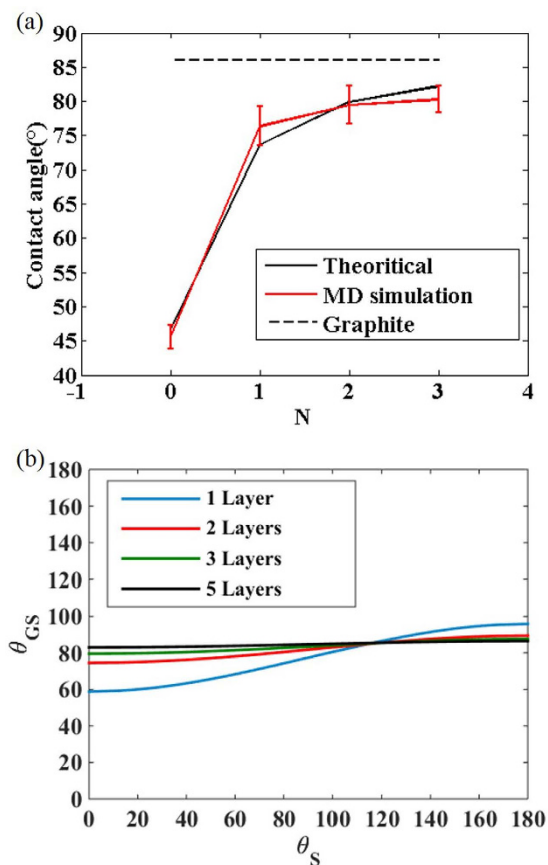 (a)
90
85
80
75
70
65
60
55
50
45
40
Contact angle(°)
Theoritical
MD simulation
Graphite
-1 0 1 2 3 4
N
(b)
180
160
140
120
100
80
60
40
20
0
θGS
1 Layer
2 Layers
3 Layers
5 Layers
0 20 40 60 80 100 120 140 160 180
θS